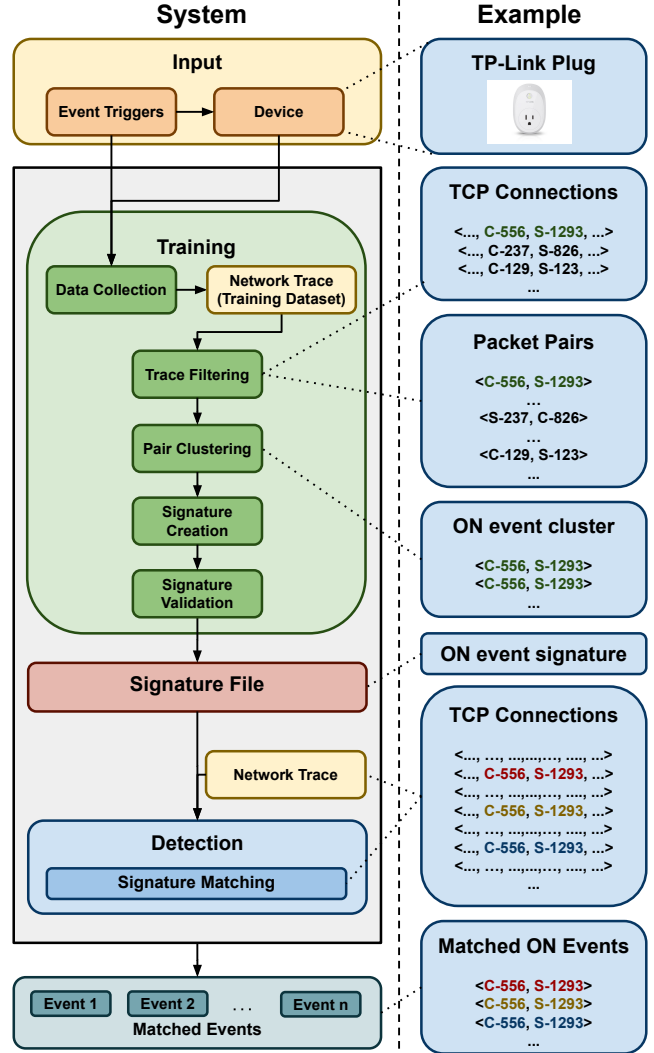 System
Input
Event Triggers
Device
Training
Data Collection
Network Trace
(Training Dataset)
Trace Filtering
Pair Clustering
Signature
Creation
Signature
Validation
Signature File
Network Trace
Detection
Signature Matching
Event 1
Event 2
...
Event n
Matched Events
Example
TP-Link Plug
TCP Connections
<..., C-556, S-1293, ...>
<..., C-237, S-826, ...>
<..., C-129, S-123, ...>
...
Packet Pairs
<C-556, S-1293>
...
<S-237, C-826>
...
<C-129, S-123>
...
ON event cluster
<C-556, S-1293>
<C-556, S-1293>
...
ON event signature
TCP Connections
<..., ..., ...,...,..., ..., ...>
<..., C-556, S-1293, ...>
<..., ..., ...,...,..., ..., ...>
<..., C-556, S-1293, ...>
<..., ..., ...,...,..., ..., ...>
<..., C-556, S-1293, ...>
<..., ..., ...,...,..., ..., ...>
...
Matched ON Events
<C-556, S-1293>
<C-556, S-1293>
<C-556, S-1293>
...